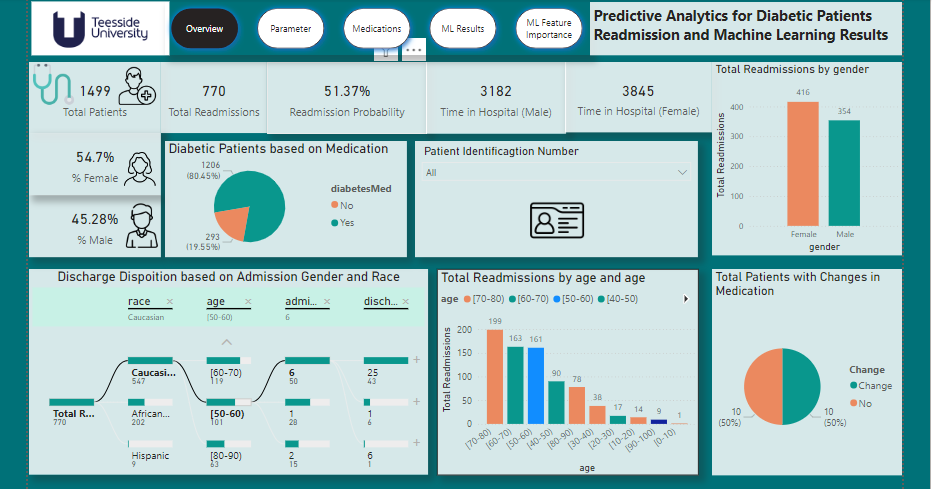 Teesside
University
Overview
Parameter
Medications
ML Results
ML Feature
Importance
Predictive Analytics for Diabetic Patients
Readmission and Machine Learning Results
1499
Total Patients
770
Total Readmissions
51.37%
Readmission Probability
3182
Time in Hospital (Male)
3845
Time in Hospital (Female)
54.7%
% Female
45.28%
% Male
Diabetic Patients based on Medication
1206
(80.45%)
293
(19.55%)
diabetesMed
No
Yes
Patient Identificagtion Number
All
Total Readmissions by gender
Total Readmissions
400
300
200
100
0
416
354
Female
Male
gender
Discharge Dispoition based on Admission Gender and Race
race ×
Caucasian
age ×
[50-60)
admi... ×
6
disch... ×
Total R...
770
Caucasi...
547
African...
202
Hispanic
9
[60-70)
119
[50-60)
101
[80-90)
63
6
50
1
28
2
15
25
43
1
6
6
1
Total Readmissions by age and age
age [70-80) [60-70) [50-60) [40-50)
Total Readmissions
200
150
100
50
0
199
163
161
90
78
38
17
14
9
1
[70-80)
[60-70)
[50-60)
[40-50)
[80-90)
[30-40)
[20-30)
[10-20)
[90-100)
[0-10)
age
Total Patients with Changes in
Medication
10
(50%)
10
(50%)
Change
Change
No